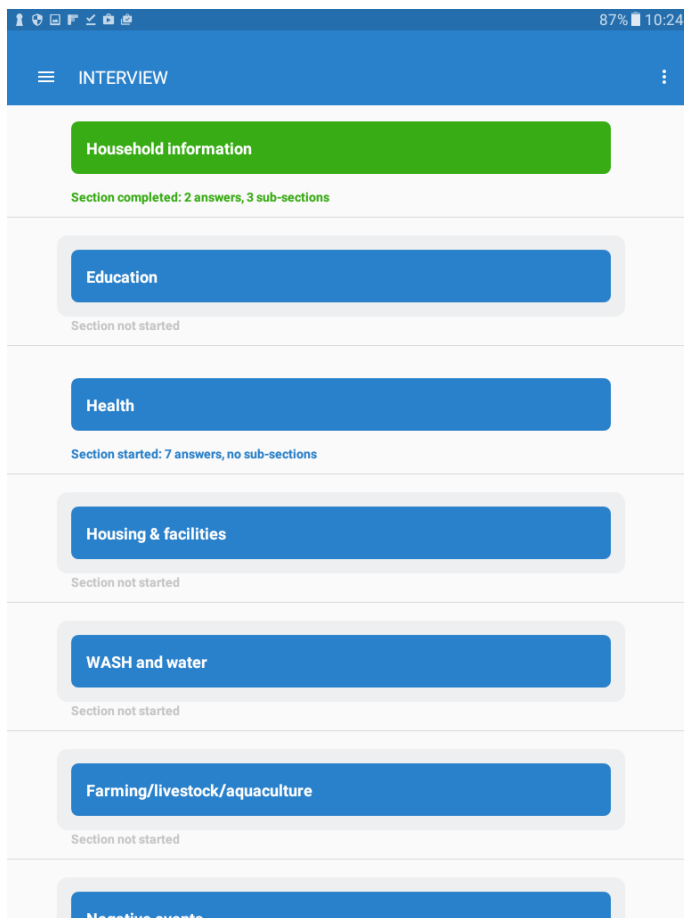 87% 10:24
INTERVIEW
Household information
Section completed: 2 answers, 3 sub-sections
Education
Section not started
Health
Section started: 7 answers, no sub-sections
Housing & facilities
Section not started
WASH and water
Section not started
Farming/livestock/aquaculture
Section not started
Negative events